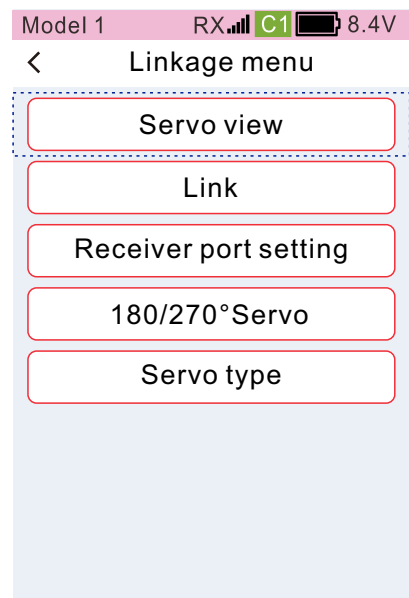 Model 1 RX C1 8.4V
Linkage menu
Servo view
Link
Receiver port setting
180/270°Servo
Servo type